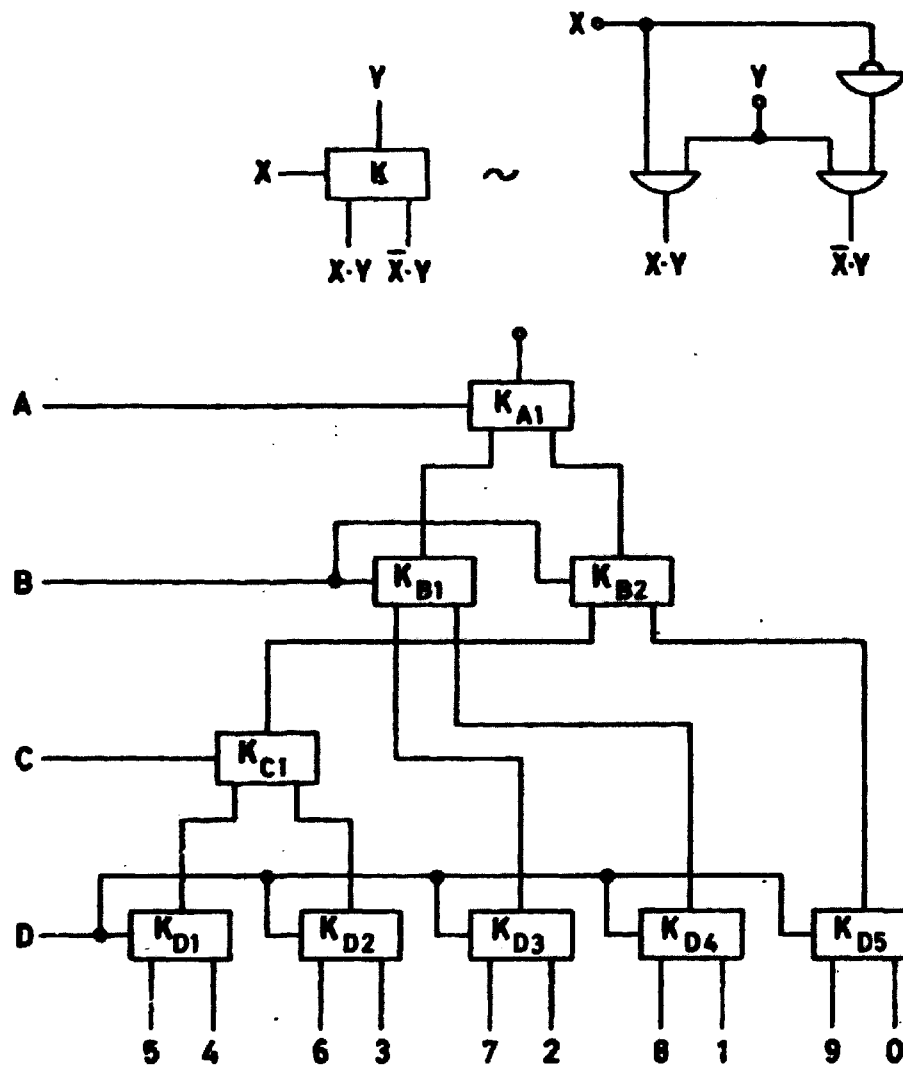 X
Y
Y
X K ~
X·Y X̄·Y
X·Y X̄·Y
A K_A1
B K_B1 K_B2
C K_C1
D K_D1 K_D2 K_D3 K_D4 K_D5
5 4 6 3 7 2 8 1 9 0